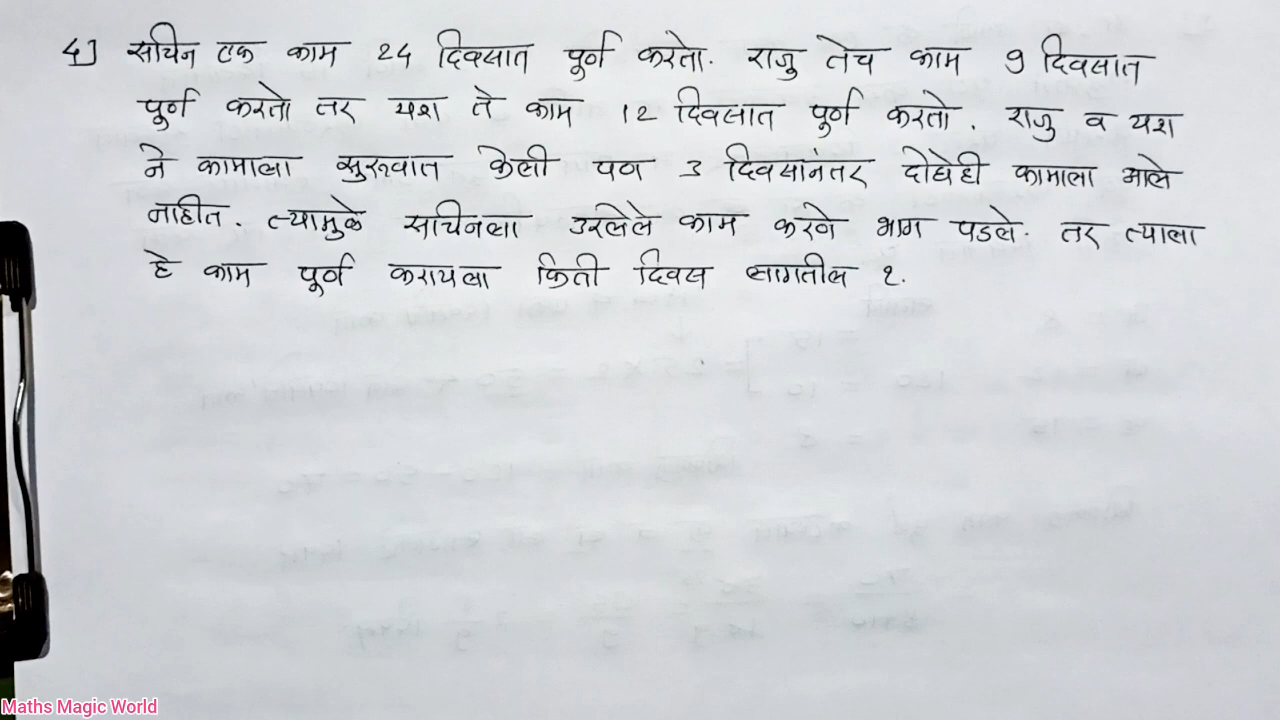 4] सचिन एक काम 24 दिवसात पूर्ण करतो. राजु तेच काम 9 दिवसात
पूर्ण करतो तर यश ते काम 12 दिवसात पूर्ण करतो. राजु व यश
ने कामाला सुरूवात केली पण 3 दिवसांनंतर दोघेही कामाला आले
नाहीत. त्यामुळे सचिनला उरलेले काम करणे भाग पडले. तर त्याला
हे काम पूर्ण करायला किती दिवस लागतील ?.
Maths Magic World